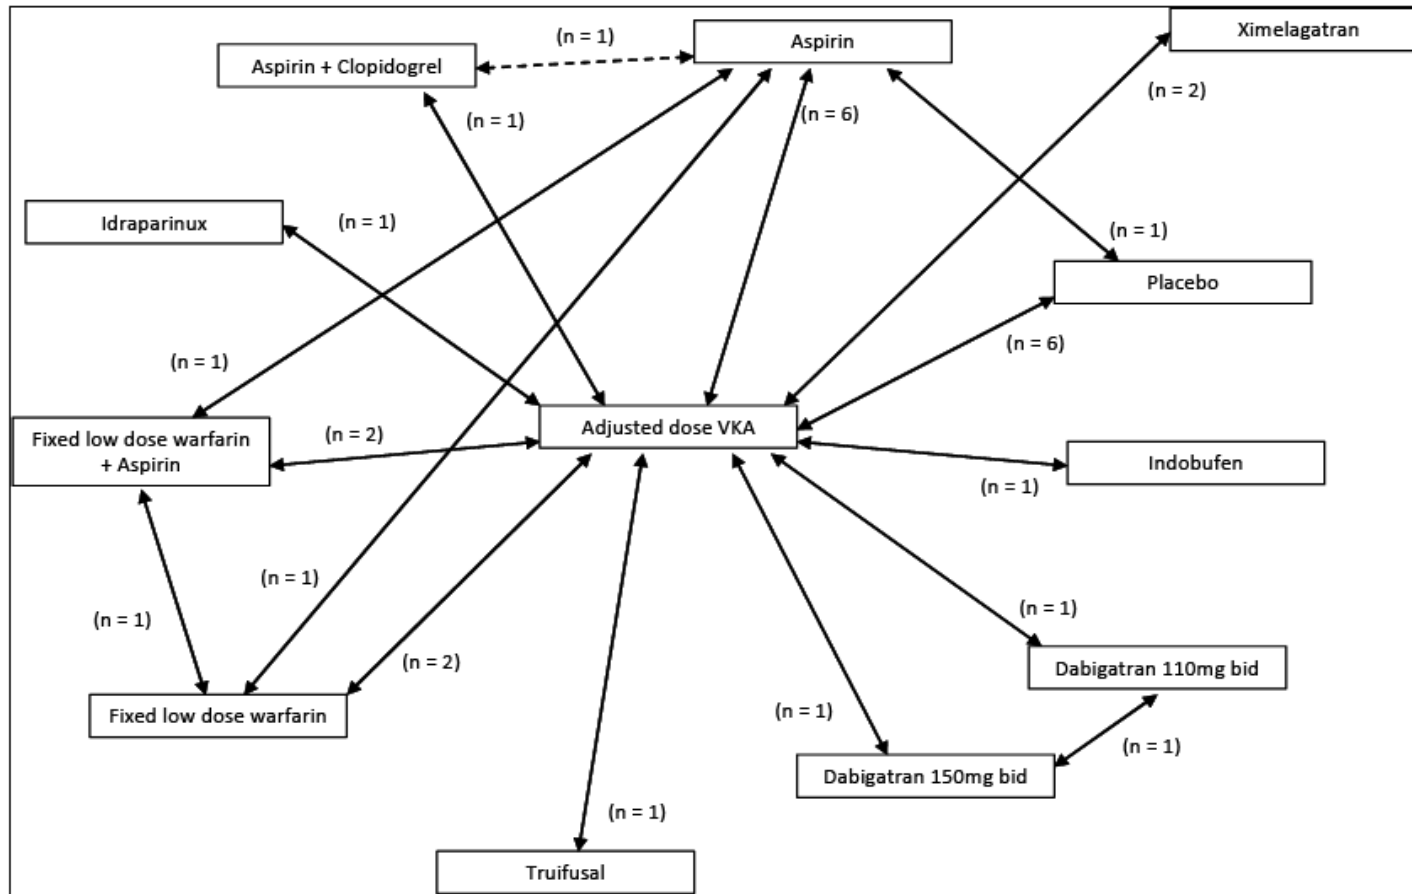 Aspirin
Ximelagatran
(n = 1)
Aspirin + Clopidogrel
(n = 2)
(n = 6)
(n = 1)
Idraparinux
(n = 1)
(n = 1)
Placebo
(n = 6)
(n = 1)
Adjusted dose VKA
Fixed low dose warfarin
+ Aspirin
(n = 2)
Indobufen
(n = 1)
(n = 1)
(n = 1)
(n = 1)
(n = 2)
Dabigatran 110mg bid
Fixed low dose warfarin
(n = 1)
(n = 1)
Dabigatran 150mg bid
(n = 1)
Truifusal